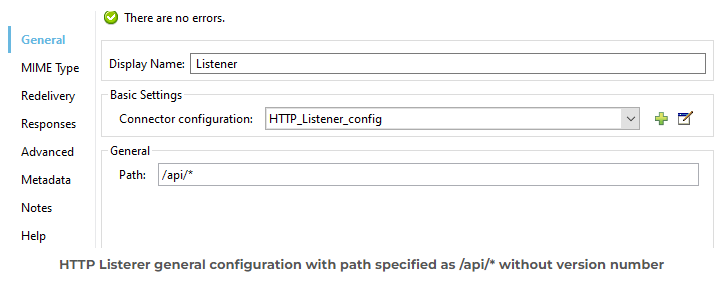 There are no errors.
General
MIME Type
Redelivery
Responses
Advanced
Metadata
Notes
Help
Display Name: Listener
Basic Settings
Connector configuration: HTTP_Listener_config
General
Path: /api/*
HTTP Listerer general configuration with path specified as /api/* without version number